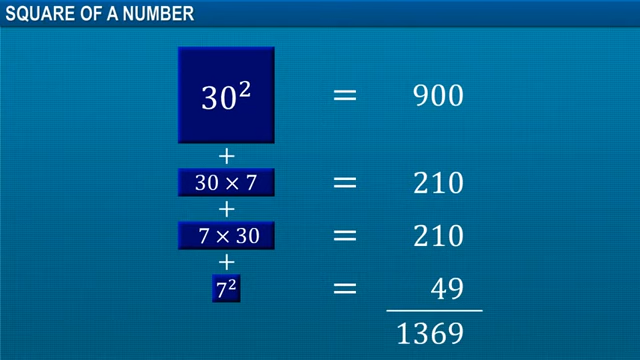 SQUARE OF A NUMBER
30² = 900
+
30 × 7 = 210
+
7 × 30 = 210
+
7² = 49
1369